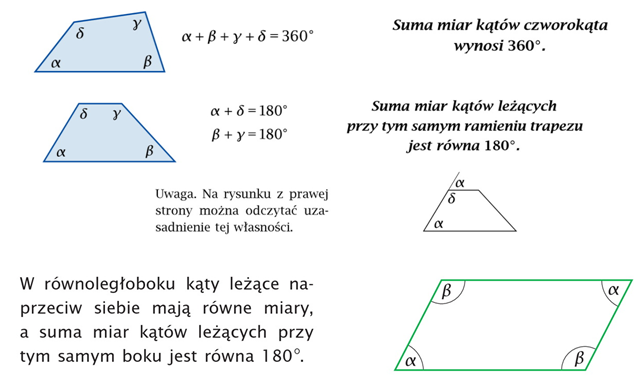 δ γ
α β
α + β + γ + δ = 360°
Suma miar kątów czworokąta
wynosi 360°.
δ γ
α β
α + δ = 180°
β + γ = 180°
Suma miar kątów leżących
przy tym samym ramieniu trapezu
jest równa 180°.
Uwaga. Na rysunku z prawej
strony można odczytać uza-
sadnienie tej własności.
α
δ
α
W równoległoboku kąty leżące na-
przeciw siebie mają równe miary,
a suma miar kątów leżących przy
tym samym boku jest równa 180°.
β α
α β